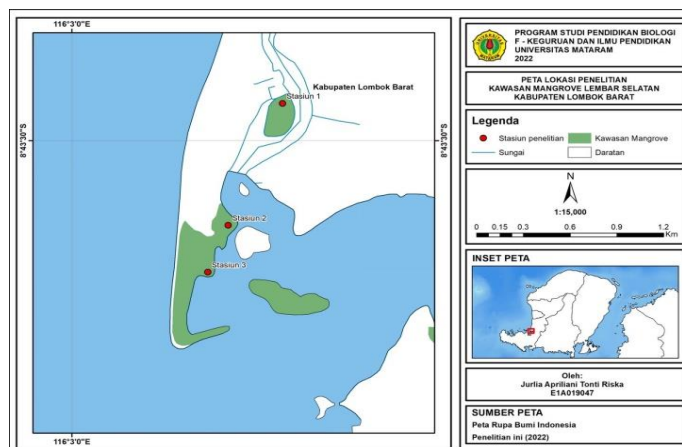 116°3'0"E
8°43'30"S
Kabupaten Lombok Barat
Stasiun 1
8°43'30"S
Stasiun 2
Stasiun 3
116°3'0"E
UNIVERSITAS
MATARAM
PROGRAM STUDI PENDIDIKAN BIOLOGI
F - KEGURUAN DAN ILMU PENDIDIKAN
UNIVERSITAS MATARAM
2022
PETA LOKASI PENELITIAN
KAWASAN MANGROVE LEMBAR SELATAN
KABUPATEN LOMBOK BARAT
Legenda
Stasiun penelitian
Kawasan Mangrove
Sungai
Daratan
N
1:15,000
0 0.15 0.3 0.6 0.9 1.2
Km
INSET PETA
Oleh:
Jurlia Apriliani Tonti Riska
E1A019047
SUMBER PETA
Peta Rupa Bumi Indonesia
Penelitian ini (2022)